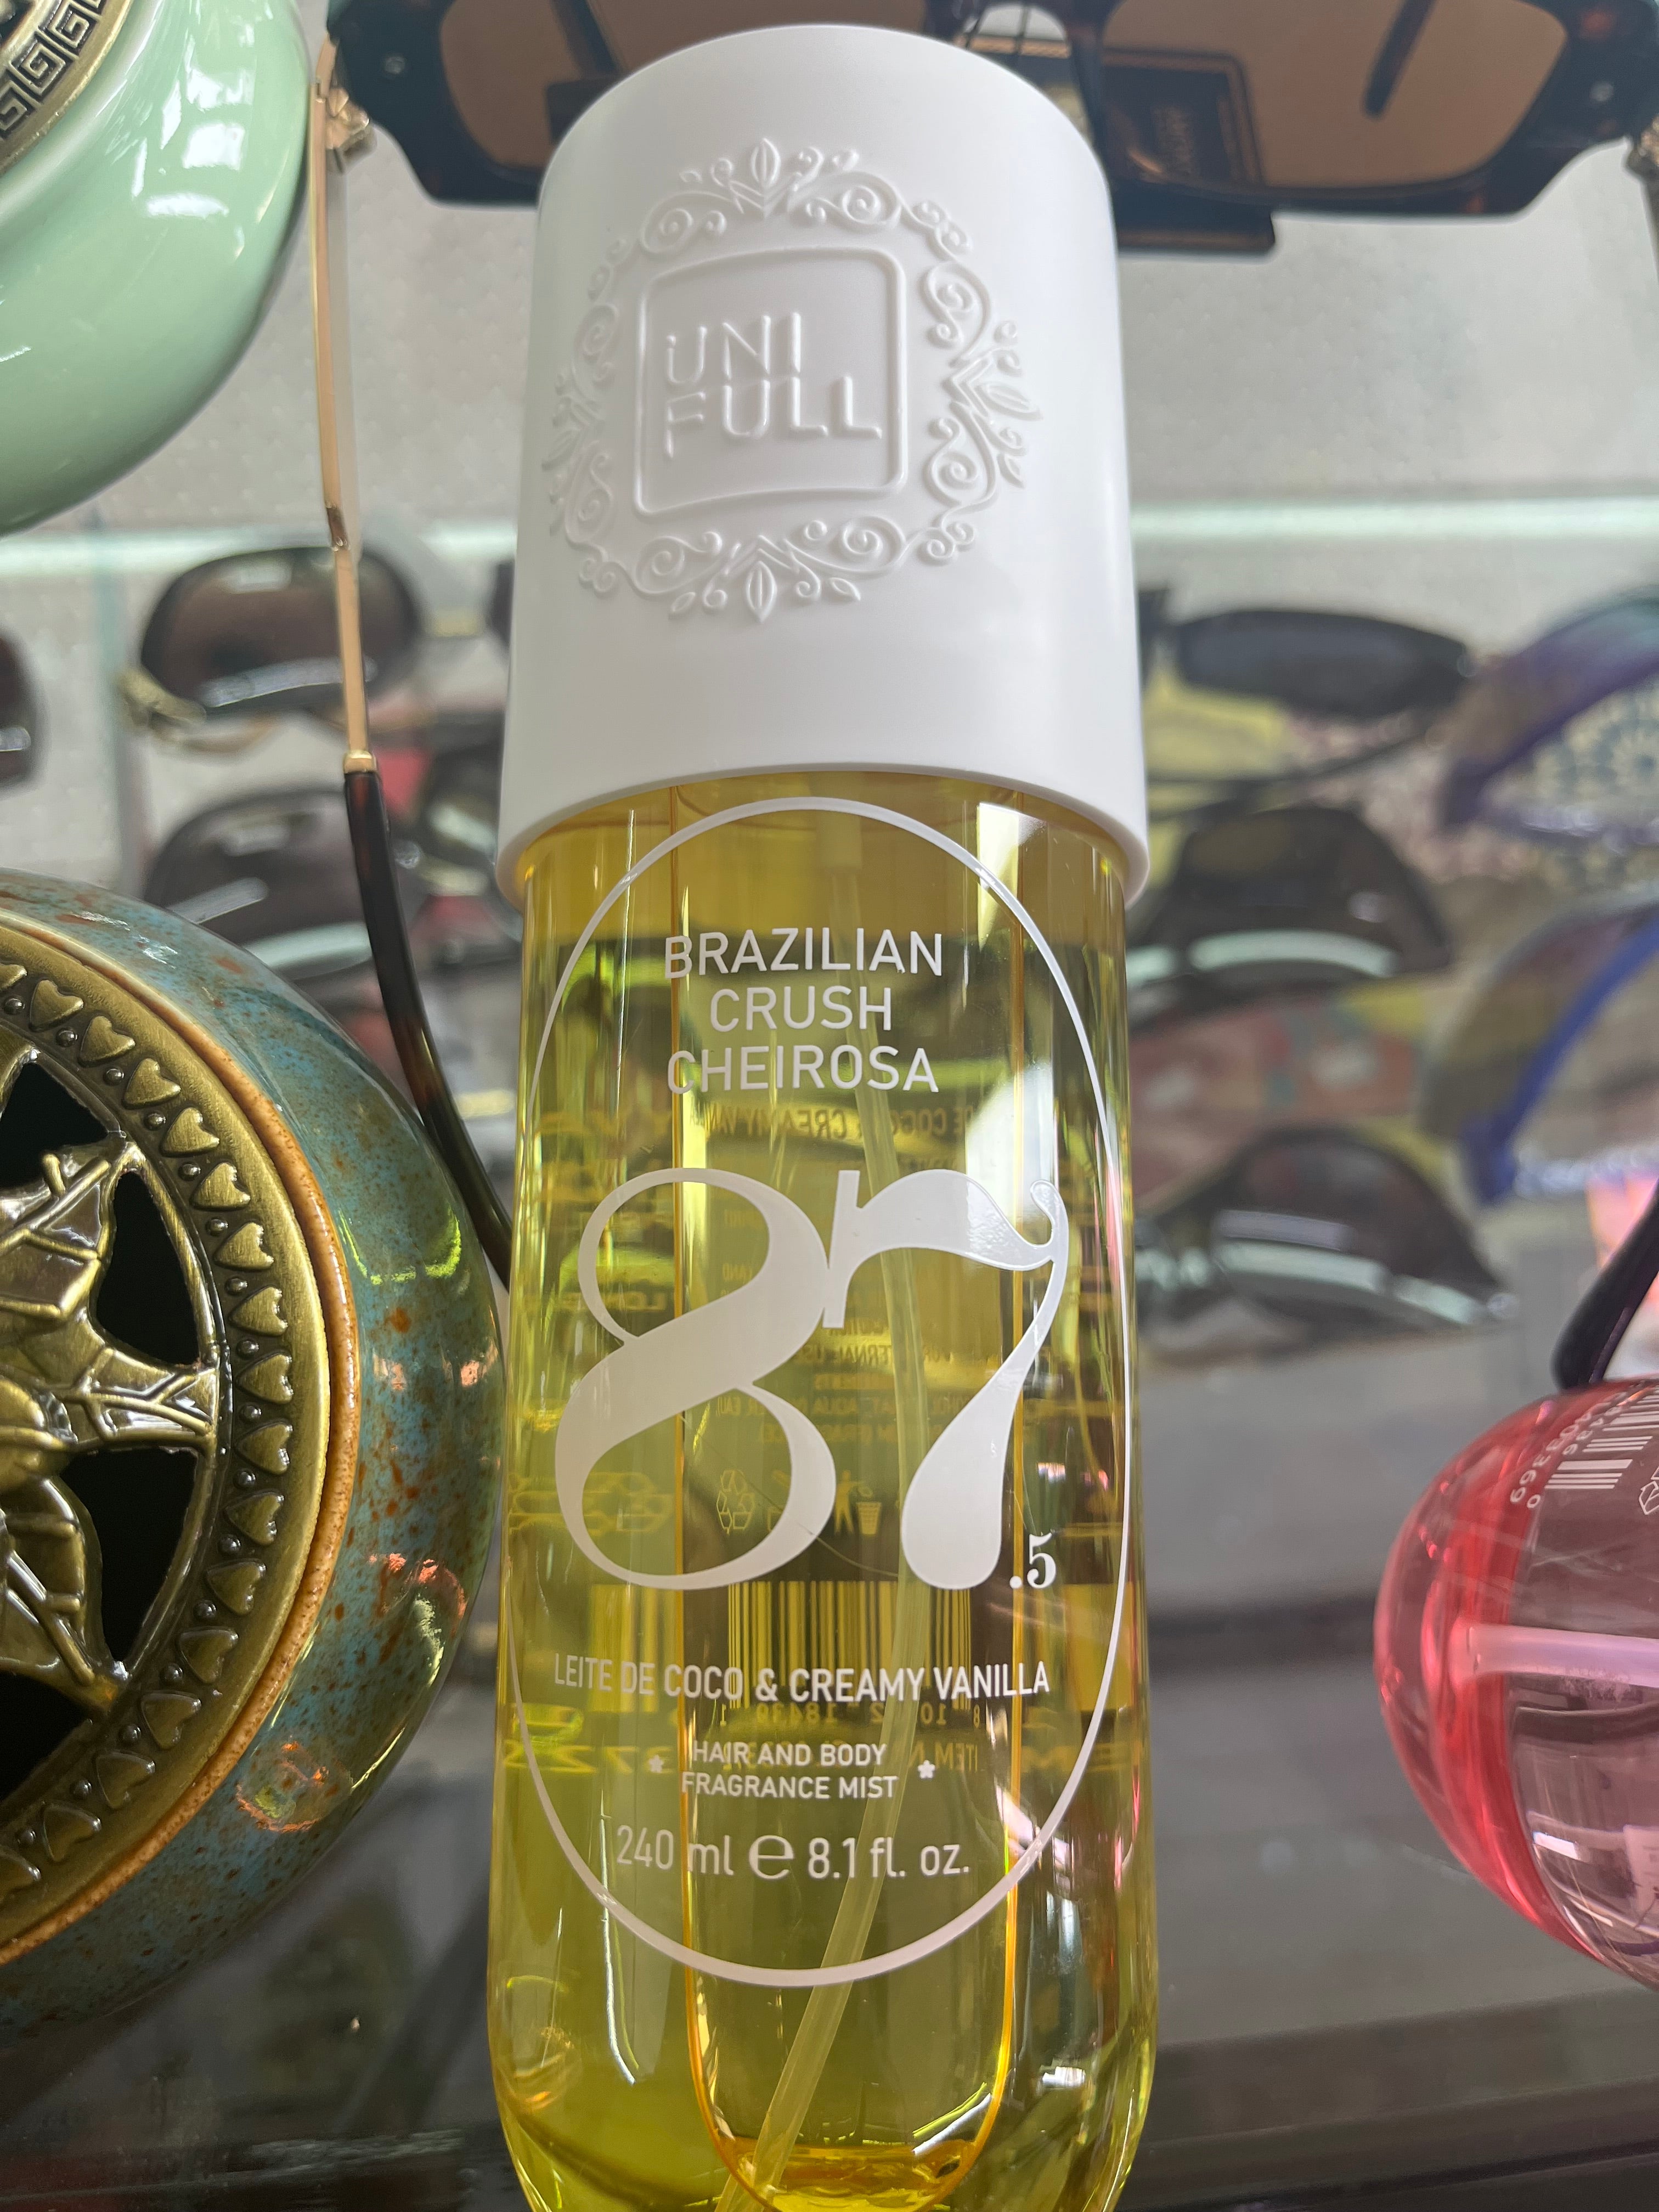 UNI
FULL
BRAZILIAN
CRUSH
CHEIROSA
87.5
LEITE DE COCO & CREAMY VANILLA
HAIR AND BODY
FRAGRANCE MIST
240 ml ℮ 8.1 fl. oz.